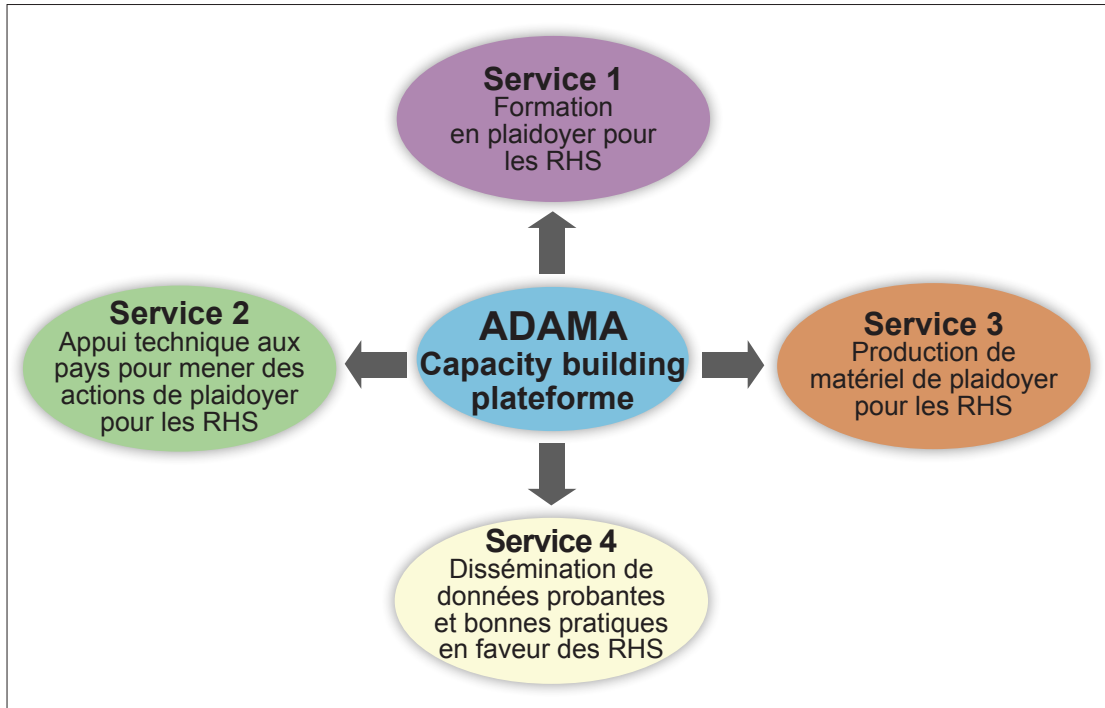 Service 1
Formation
en plaidoyer pour
les RHS
Service 2
Appui technique aux
pays pour mener des
actions de plaidoyer
pour les RHS
ADAMA
Capacity building
plateforme
Service 3
Production de
matériel de plaidoyer
pour les RHS
Service 4
Dissémination de
données probantes
et bonnes pratiques
en faveur des RHS